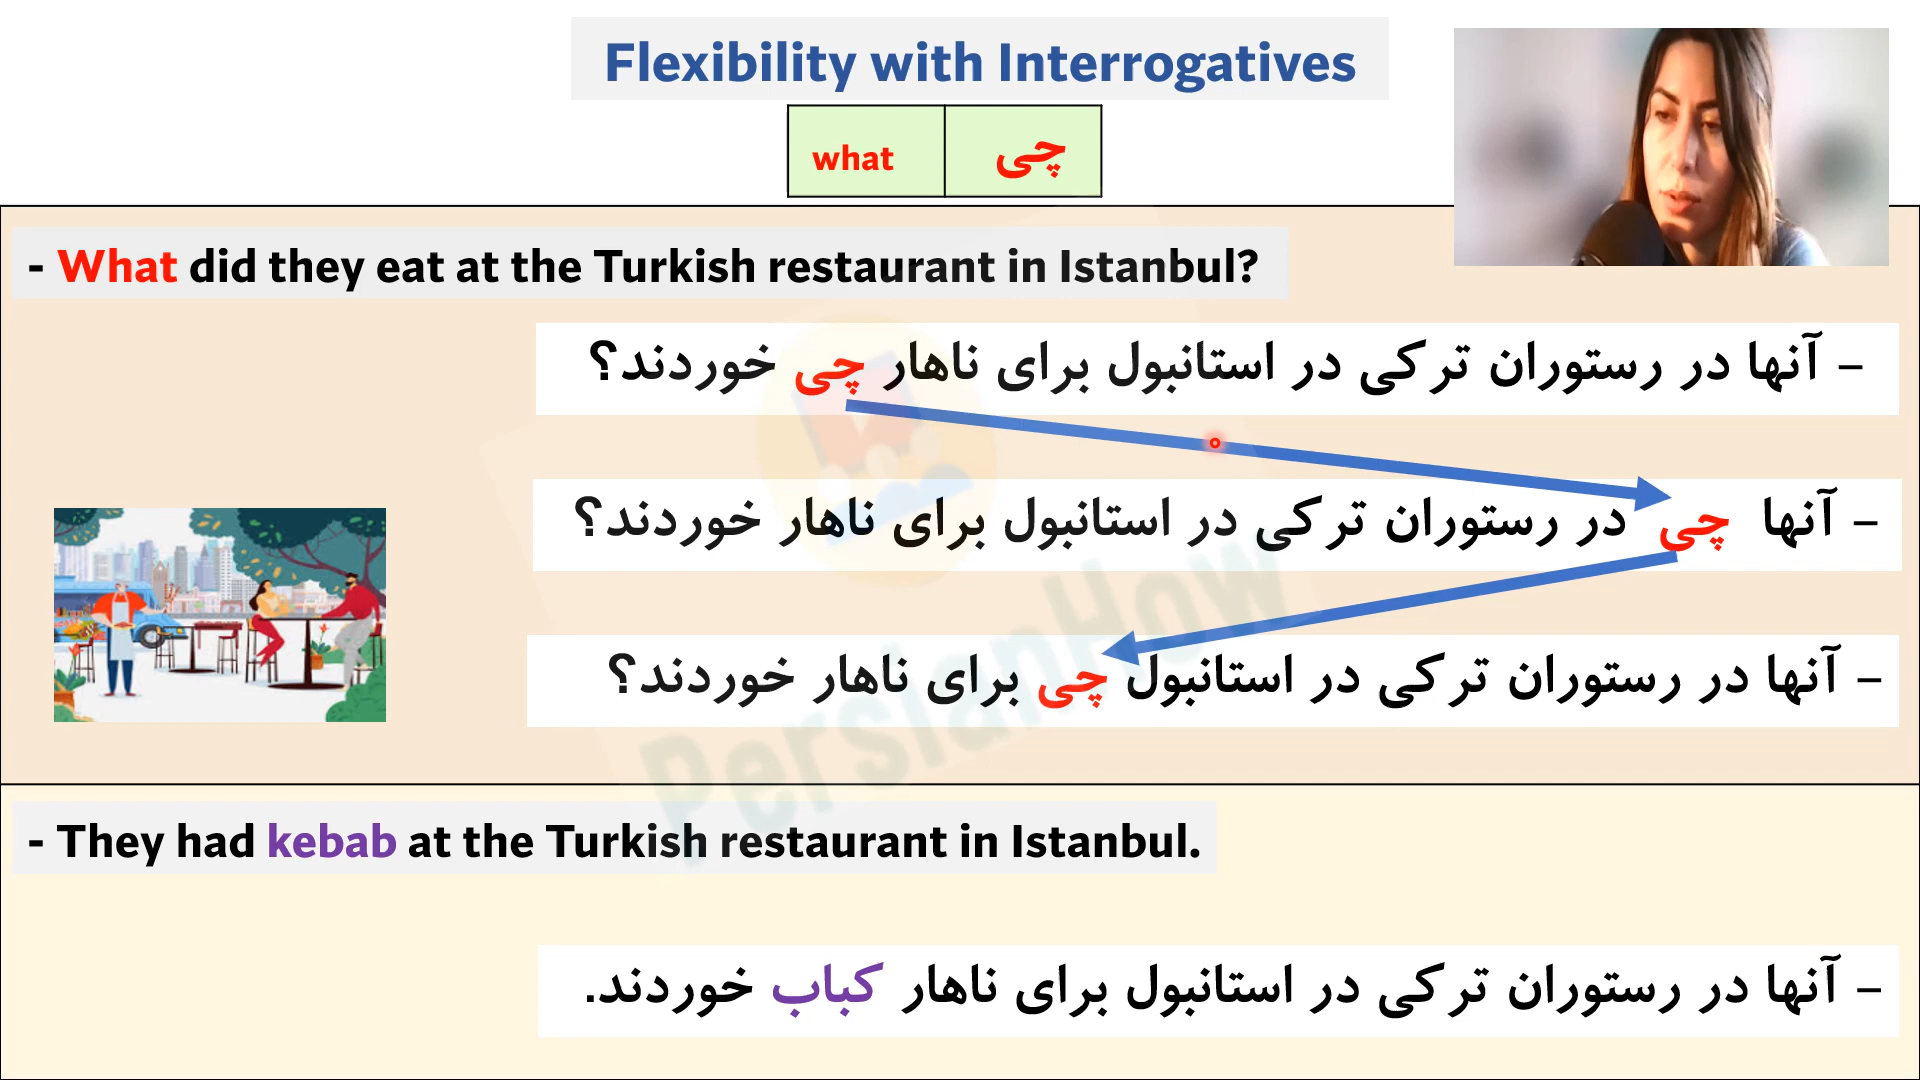 Flexibility with Interrogatives
what چی
- What did they eat at the Turkish restaurant in Istanbul?
– آنها در رستوران ترکی در استانبول برای ناهار چی خوردند؟
– آنها چی در رستوران ترکی در استانبول برای ناهار خوردند؟
– آنها در رستوران ترکی در استانبول چی برای ناهار خوردند؟
PersianHow
- They had kebab at the Turkish restaurant in Istanbul.
– آنها در رستوران ترکی در استانبول برای ناهار کباب خوردند.